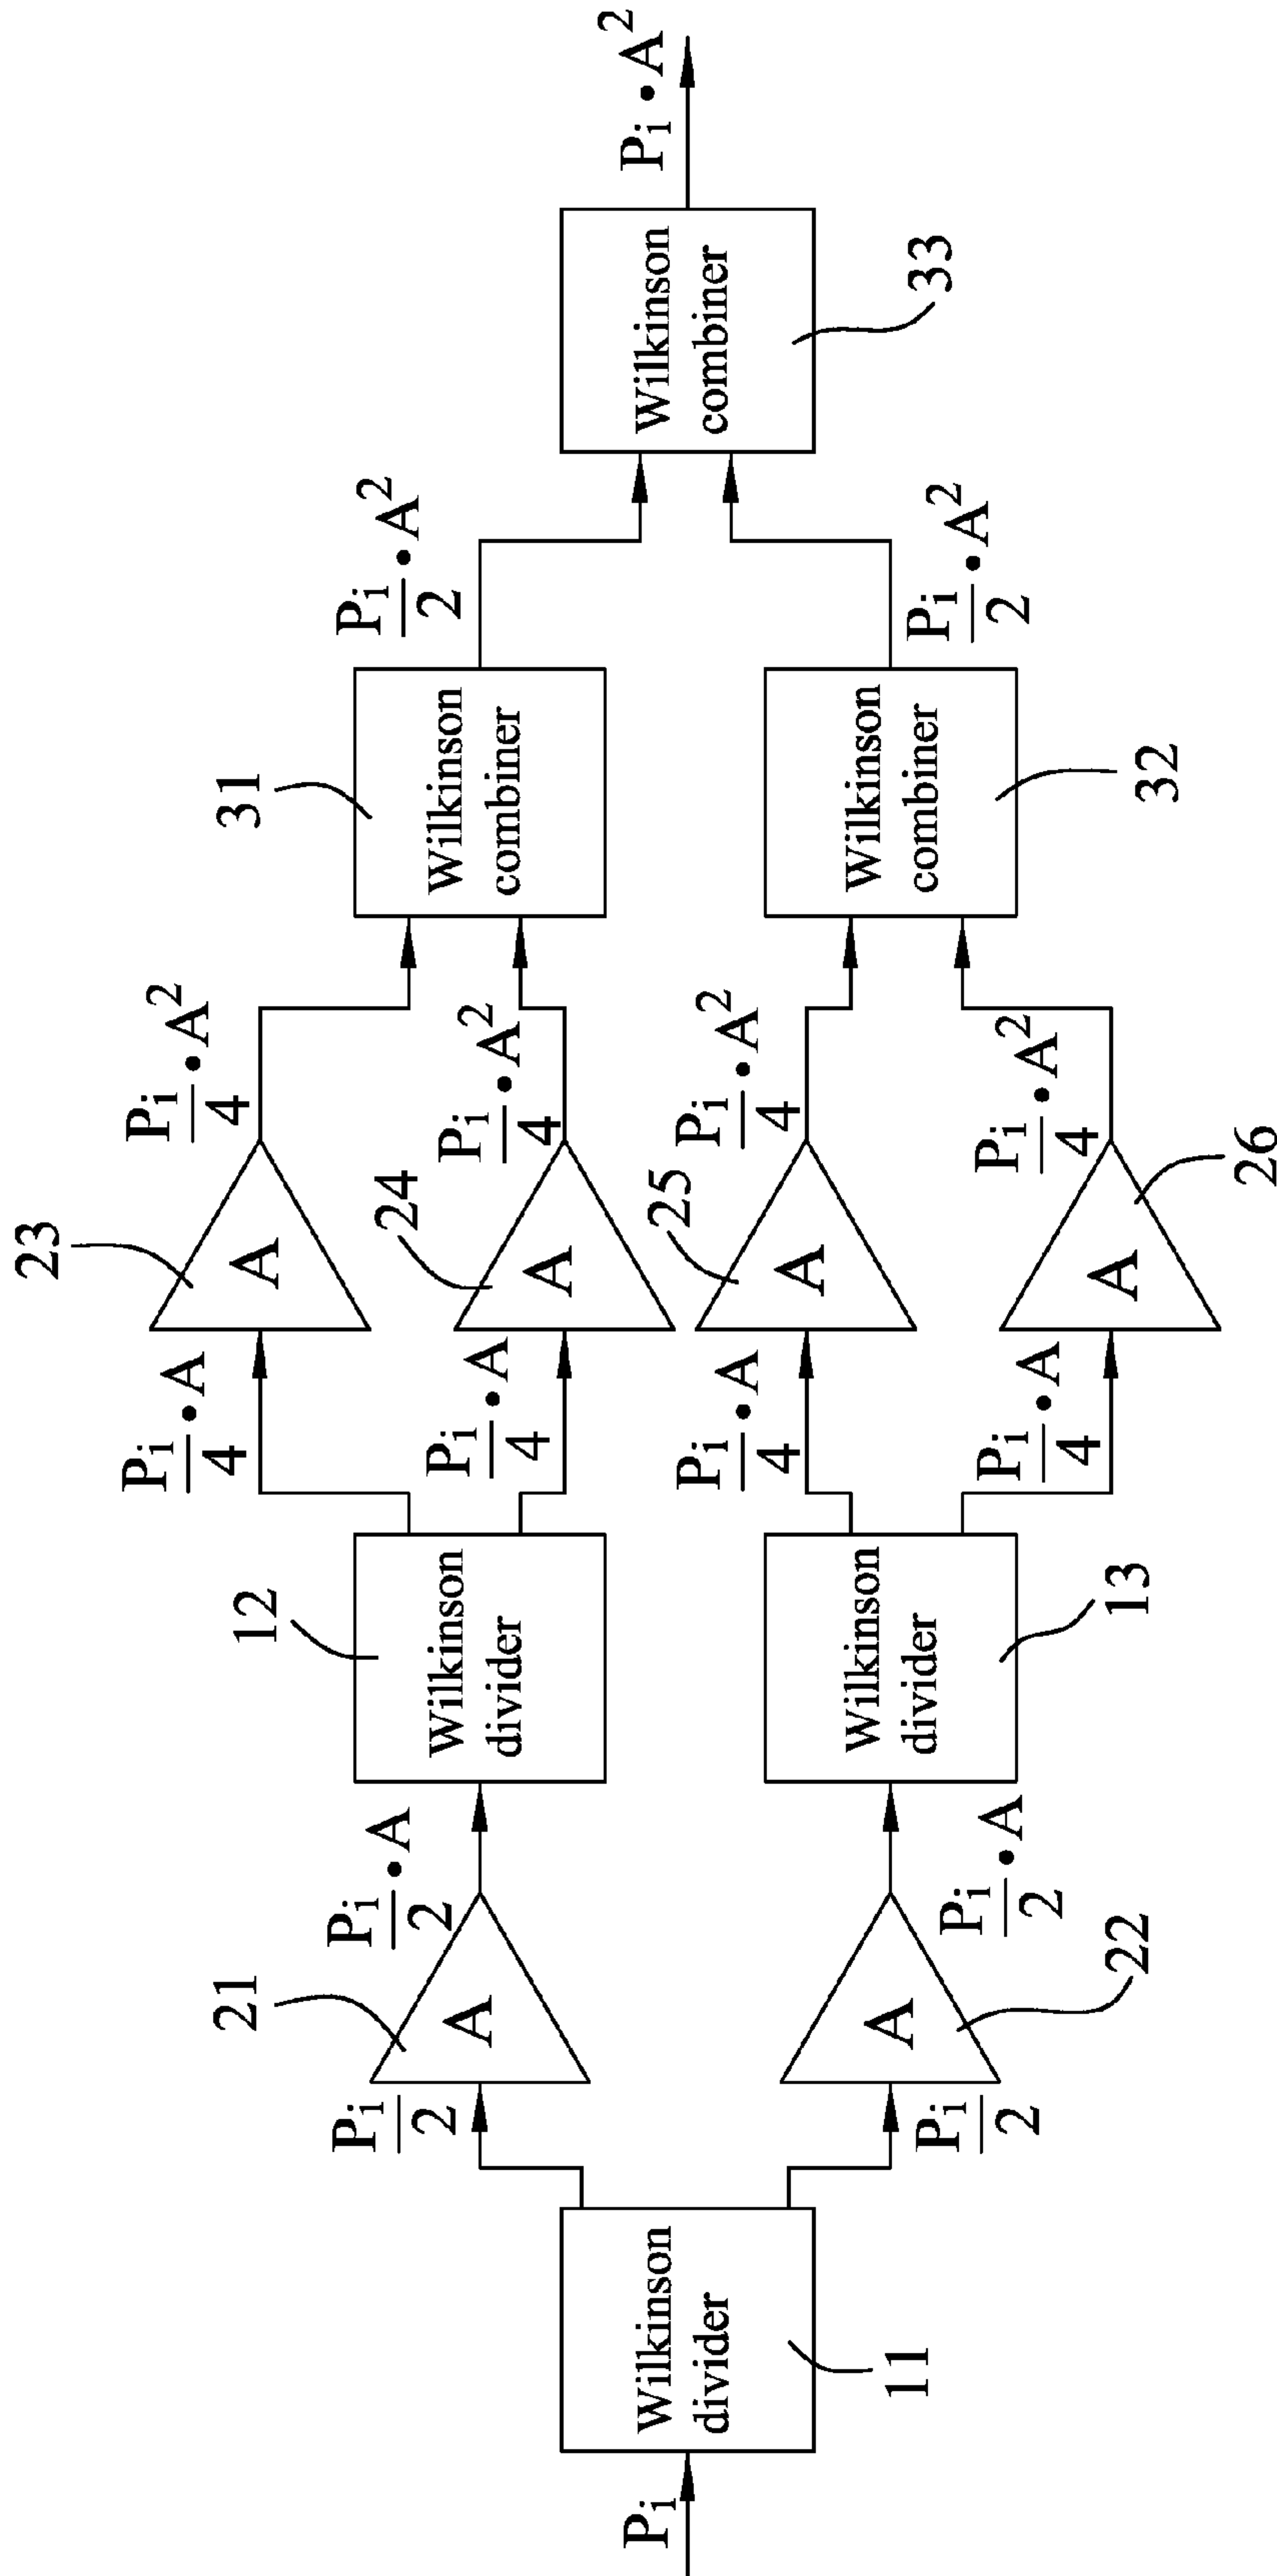 Pi
Wilkinson
divider
11
Pi/2
Pi/2
21
A
Pi/2 • A
22
A
Pi/2 • A
12
Wilkinson
divider
13
Wilkinson
divider
Pi/4 • A
Pi/4 • A
Pi/4 • A
Pi/4 • A
23
A
24
A
25
A
26
A
Pi/4 • A²
Pi/4 • A²
Pi/4 • A²
Pi/4 • A²
31
Wilkinson
combiner
32
Wilkinson
combiner
Pi/2 • A²
Pi/2 • A²
Wilkinson
combiner
33
Pi • A²